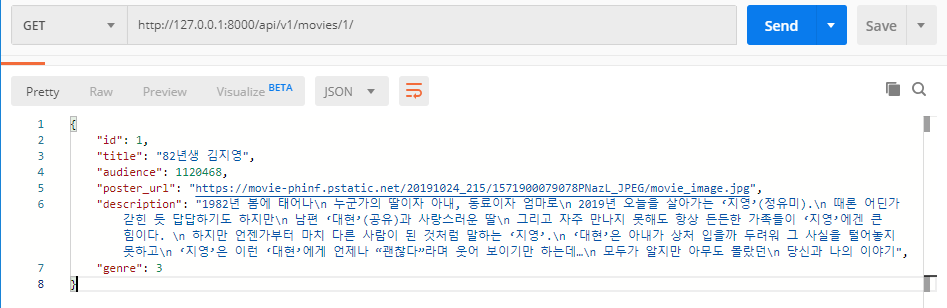 GET http://127.0.0.1:8000/api/v1/movies/1/ Send Save
Pretty Raw Preview Visualize BETA JSON
1 {
2 "id": 1,
3 "title": "82년생 김지영",
4 "audience": 1120468,
5 "poster_url": "https://movie-phinf.pstatic.net/20191024_215/1571900079078PNazL_JPEG/movie_image.jpg",
6 "description": "1982년 봄에 태어나\n 누군가의 딸이자 아내, 동료이자 엄마로\n 2019년 오늘을 살아가는 ‘지영’(정유미).\n 때론 어딘가
갇힌 듯 답답하기도 하지만\n 남편 ‘대현’(공유)과 사랑스러운 딸\n 그리고 자주 만나지 못해도 항상 든든한 가족들이 ‘지영’에겐 큰
힘이다. \n 하지만 언젠가부터 마치 다른 사람이 된 것처럼 말하는 ‘지영’.\n ‘대현’은 아내가 상처 입을까 두려워 그 사실을 털어놓지
못하고\n ‘지영’은 이런 ‘대현’에게 언제나 “괜찮다”라며 웃어 보이기만 하는데…\n 모두가 알지만 아무도 몰랐던\n 당신과 나의 이야기",
7 "genre": 3
8 }